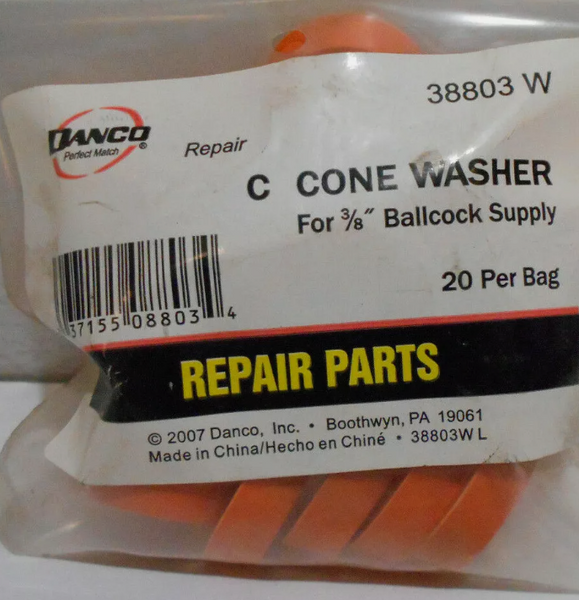 38803 W
DANCO®
Perfect Match
Repair
C CONE WASHER
For 3/8" Ballcock Supply
20 Per Bag
37155 08803 4
REPAIR PARTS
© 2007 Danco, Inc. • Boothwyn, PA 19061
Made in China/Hecho en Chiné • 38803W L